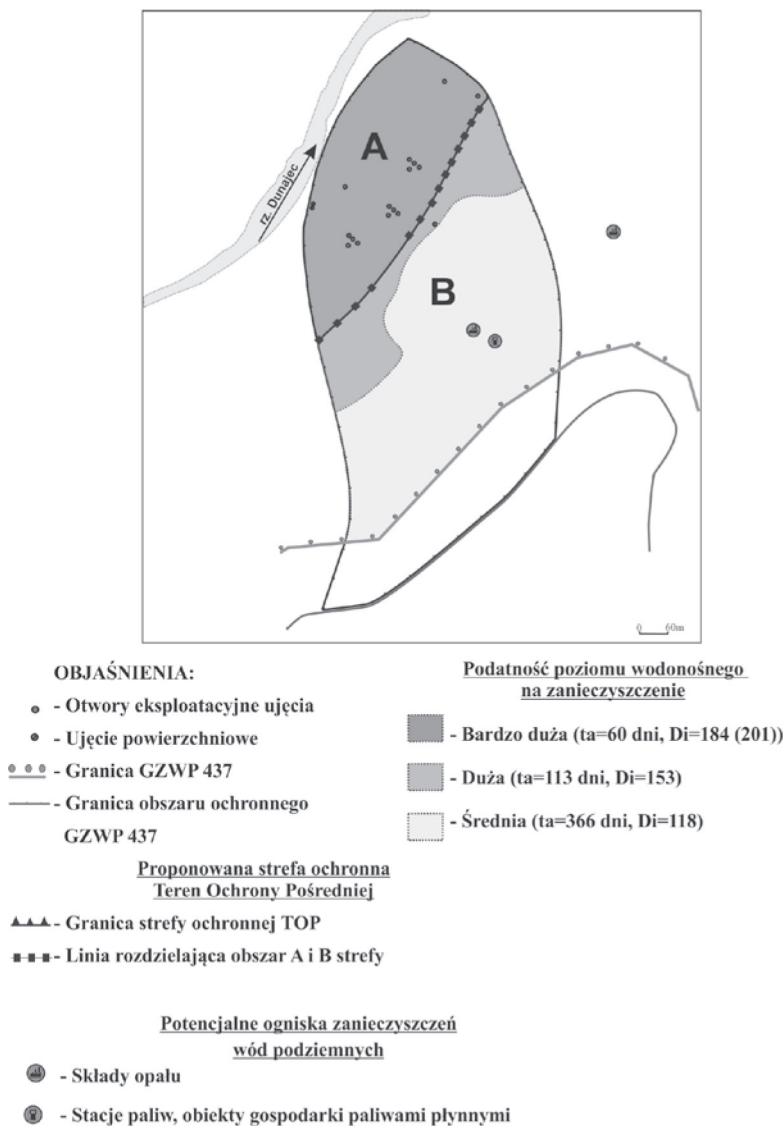 rz. Dunajec
A
B
0 60m
OBJAŚNIENIA:
- Otwory eksploatacyjne ujęcia
- Ujęcie powierzchniowe
- Granica GZWP 437
- Granica obszaru ochronnego
GZWP 437
Proponowana strefa ochronna
Teren Ochrony Pośredniej
- Granica strefy ochronnej TOP
- Linia rozdzielająca obszar A i B strefy
Podatność poziomu wodonośnego
na zanieczyszczenie
- Bardzo duża (ta=60 dni, Di=184 (201))
- Duża (ta=113 dni, Di=153)
- Średnia (ta=366 dni, Di=118)
Potencjalne ogniska zanieczyszczeń
wód podziemnych
- Składy opału
- Stacje paliw, obiekty gospodarki paliwami płynnymi